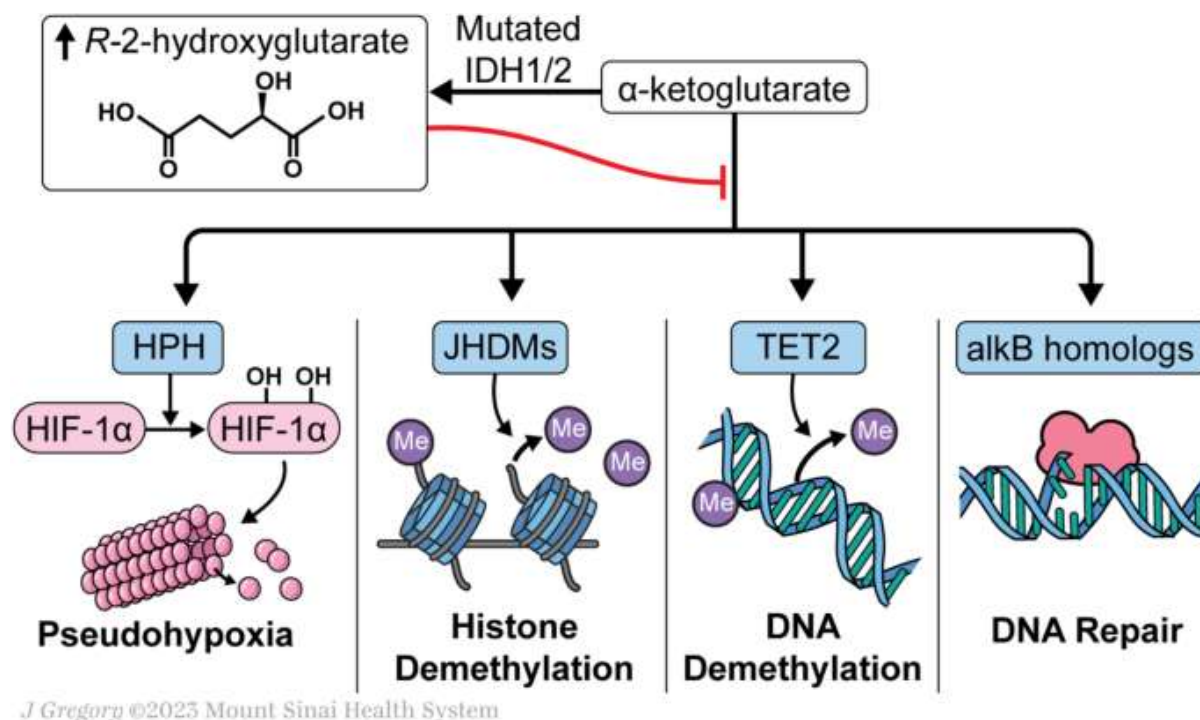 ↑ R-2-hydroxyglutarate
OH
HO
OH
O
O
Mutated
IDH1/2
α-ketoglutarate
HPH
JHDMs
TET2
alkB homologs
OH OH
HIF-1α
HIF-1α
Me
Me
Me
Me
Me
Pseudohypoxia
Histone
Demethylation
DNA
Demethylation
DNA Repair
J Gregory ©2023 Mount Sinai Health System